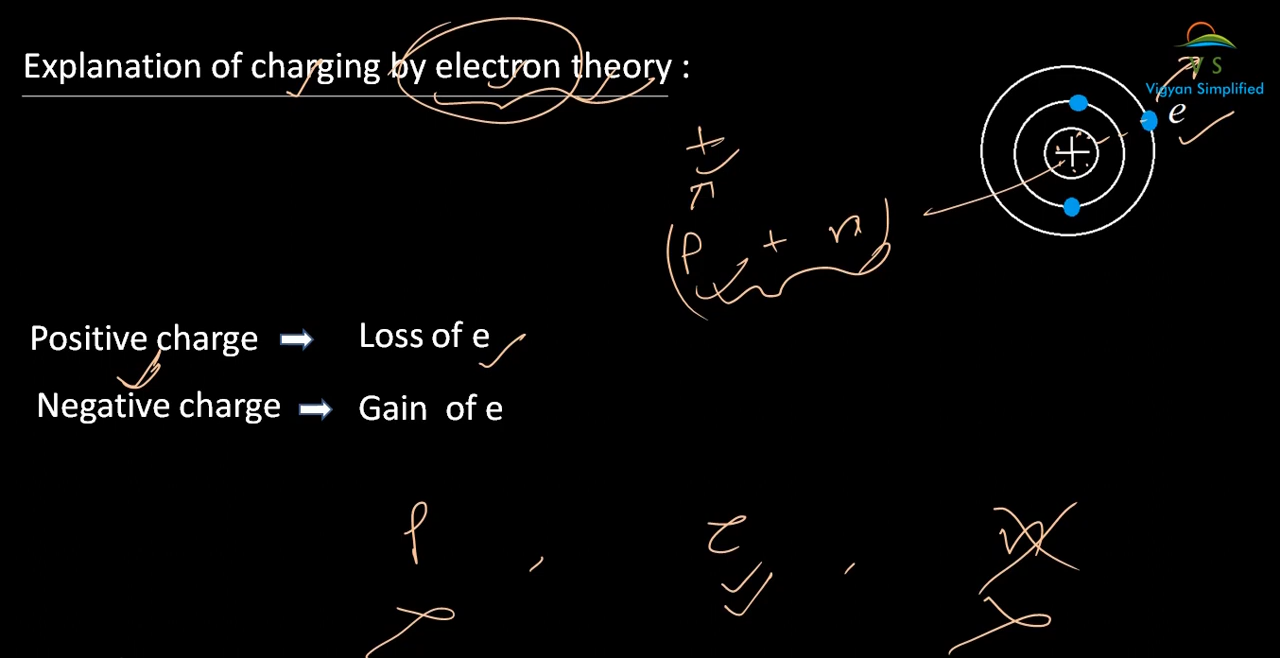 Explanation of charging by electron theory :
V S
Vigyan Simplified
e
+
+
(p + n)
Positive charge ➡ Loss of e
Negative charge ➡ Gain of e
p , e , n